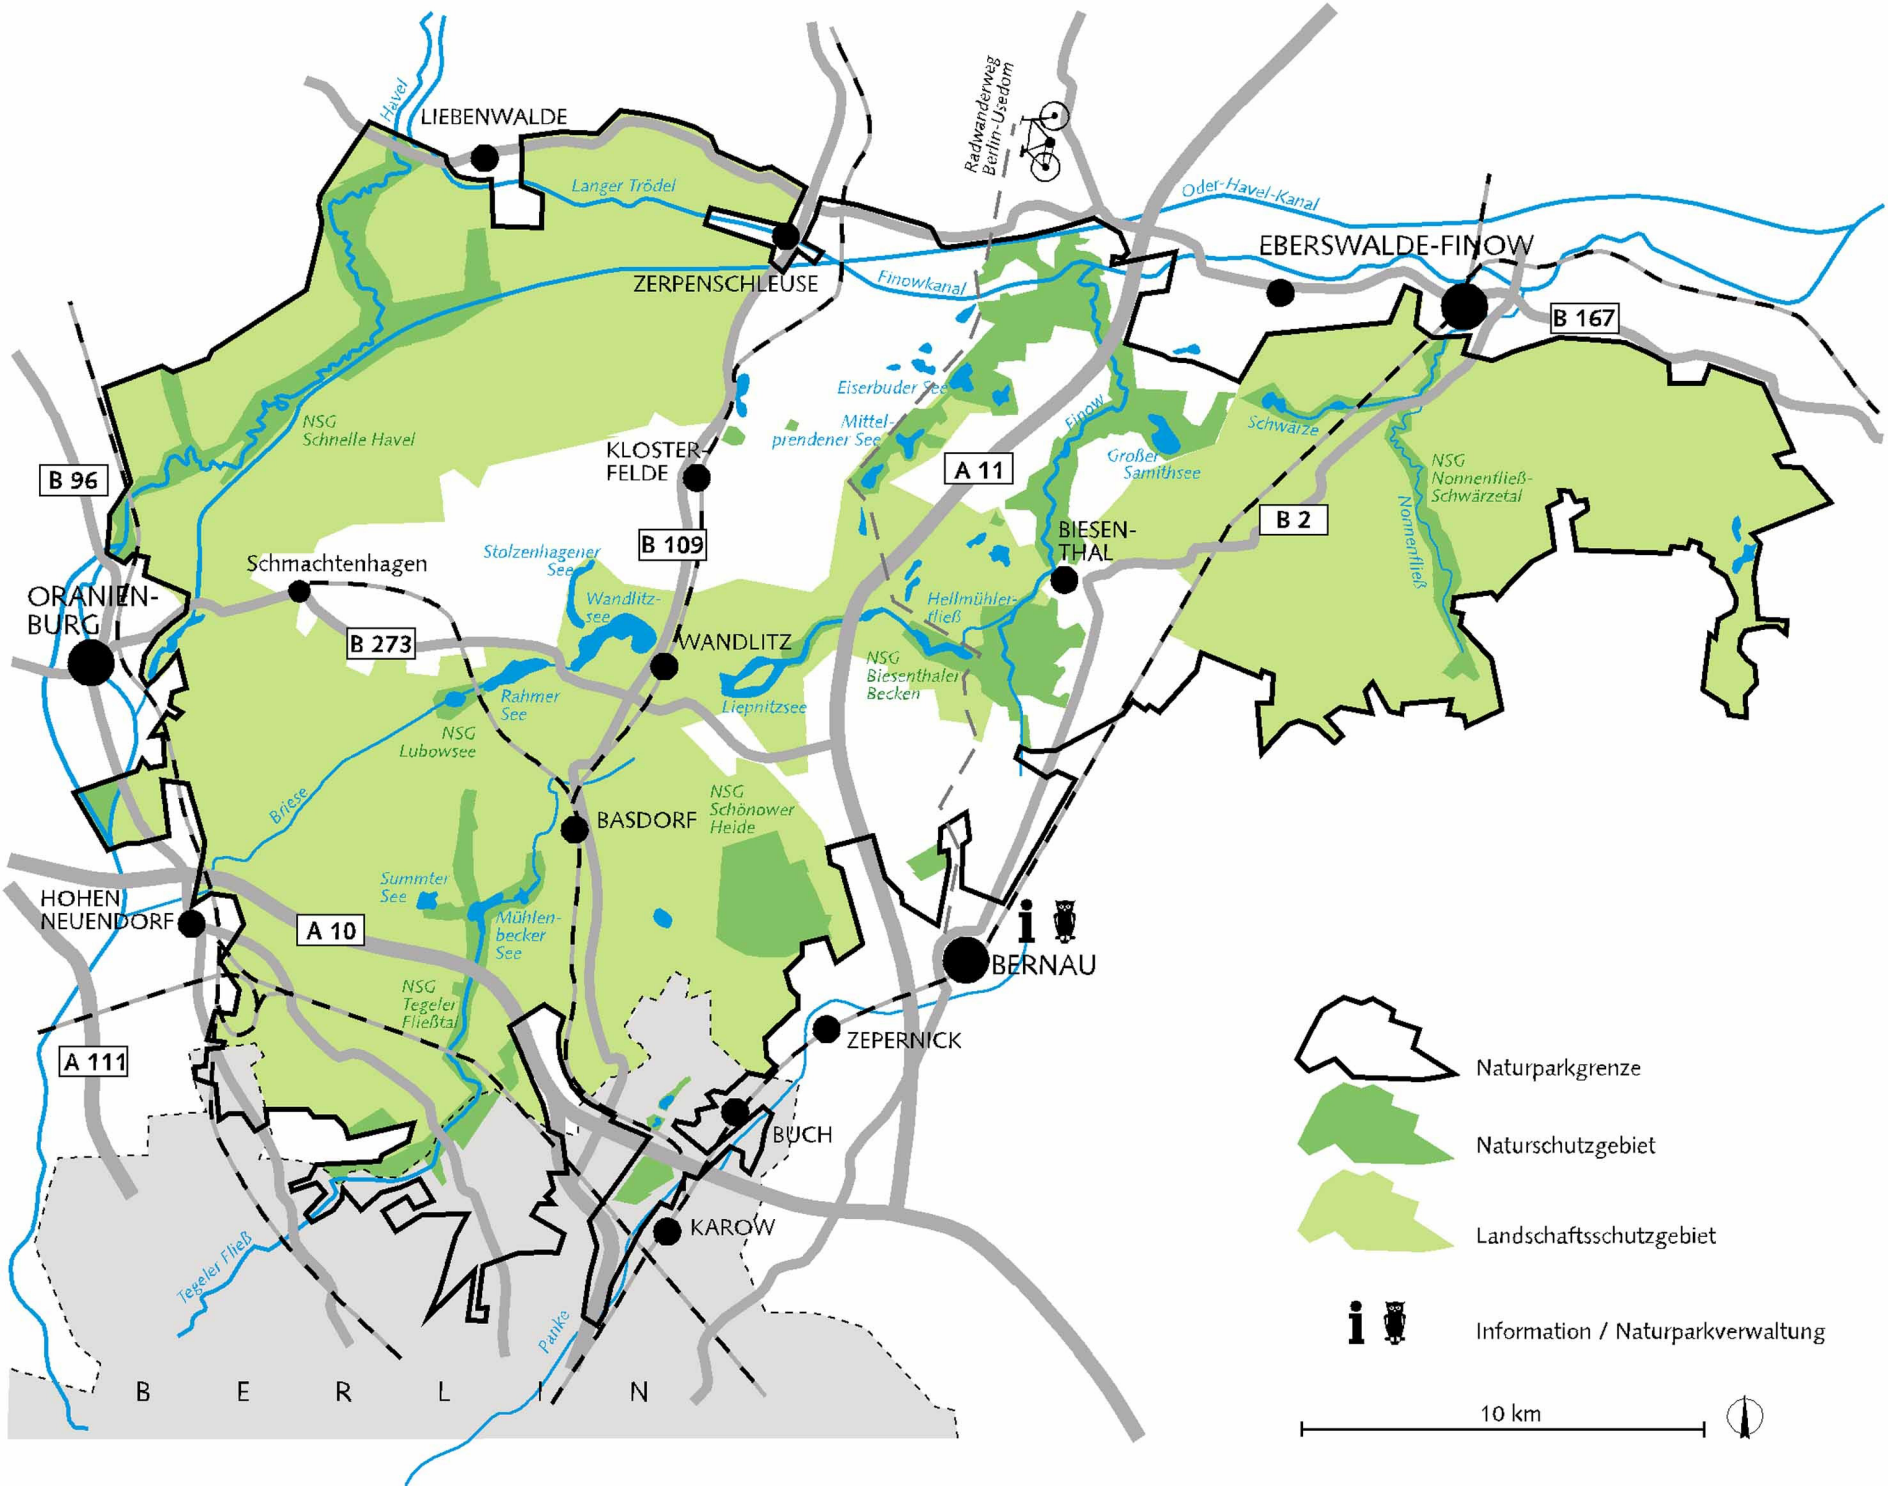 Havel
LIEBENWALDE
Radwanderweg
Berlin-Usedom
Langer Trödel
Oder-Havel-Kanal
EBERSWALDE-FINOW
ZERPENSCHLEUSE
Finowkanal
B 167
Eiserbuder See
Mittel-
prendener See
Finow
NSG
Schnelle Havel
Schwärze
KLOSTER-
FELDE
Großer
Samithsee
A 11
B 96
NSG
Nonnenfließ-
Schwärzetal
B 2
Nonnenfließ
B 109
BIESEN-
THAL
Stolzenhagener
See
Schmachtenhagen
ORANIEN-
BURG
Wandlitz-
see
Hellmühler-
fließ
B 273
WANDLITZ
NSG
Biesenthaler
Becken
Rahmer
See
Liepnitzsee
NSG
Lubowsee
Briese
BASDORF
NSG
Schönower
Heide
Summter
See
HOHEN
NEUENDORF
A 10
Mühlen-
becker
See
i
BERNAU
NSG
Tegeler
Fließtal
A 111
ZEPERNICK
BUCH
KAROW
Tegeler Fließ
Panke
B E R L I N
Naturparkgrenze
Naturschutzgebiet
Landschaftsschutzgebiet
i
Information / Naturparkverwaltung
10 km